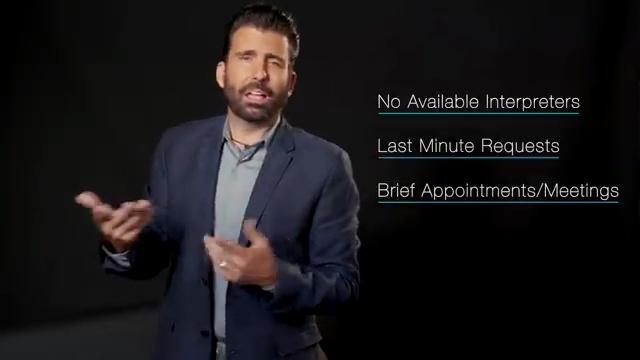 No Available Interpreters
Last Minute Requests
Brief Appointments/Meetings